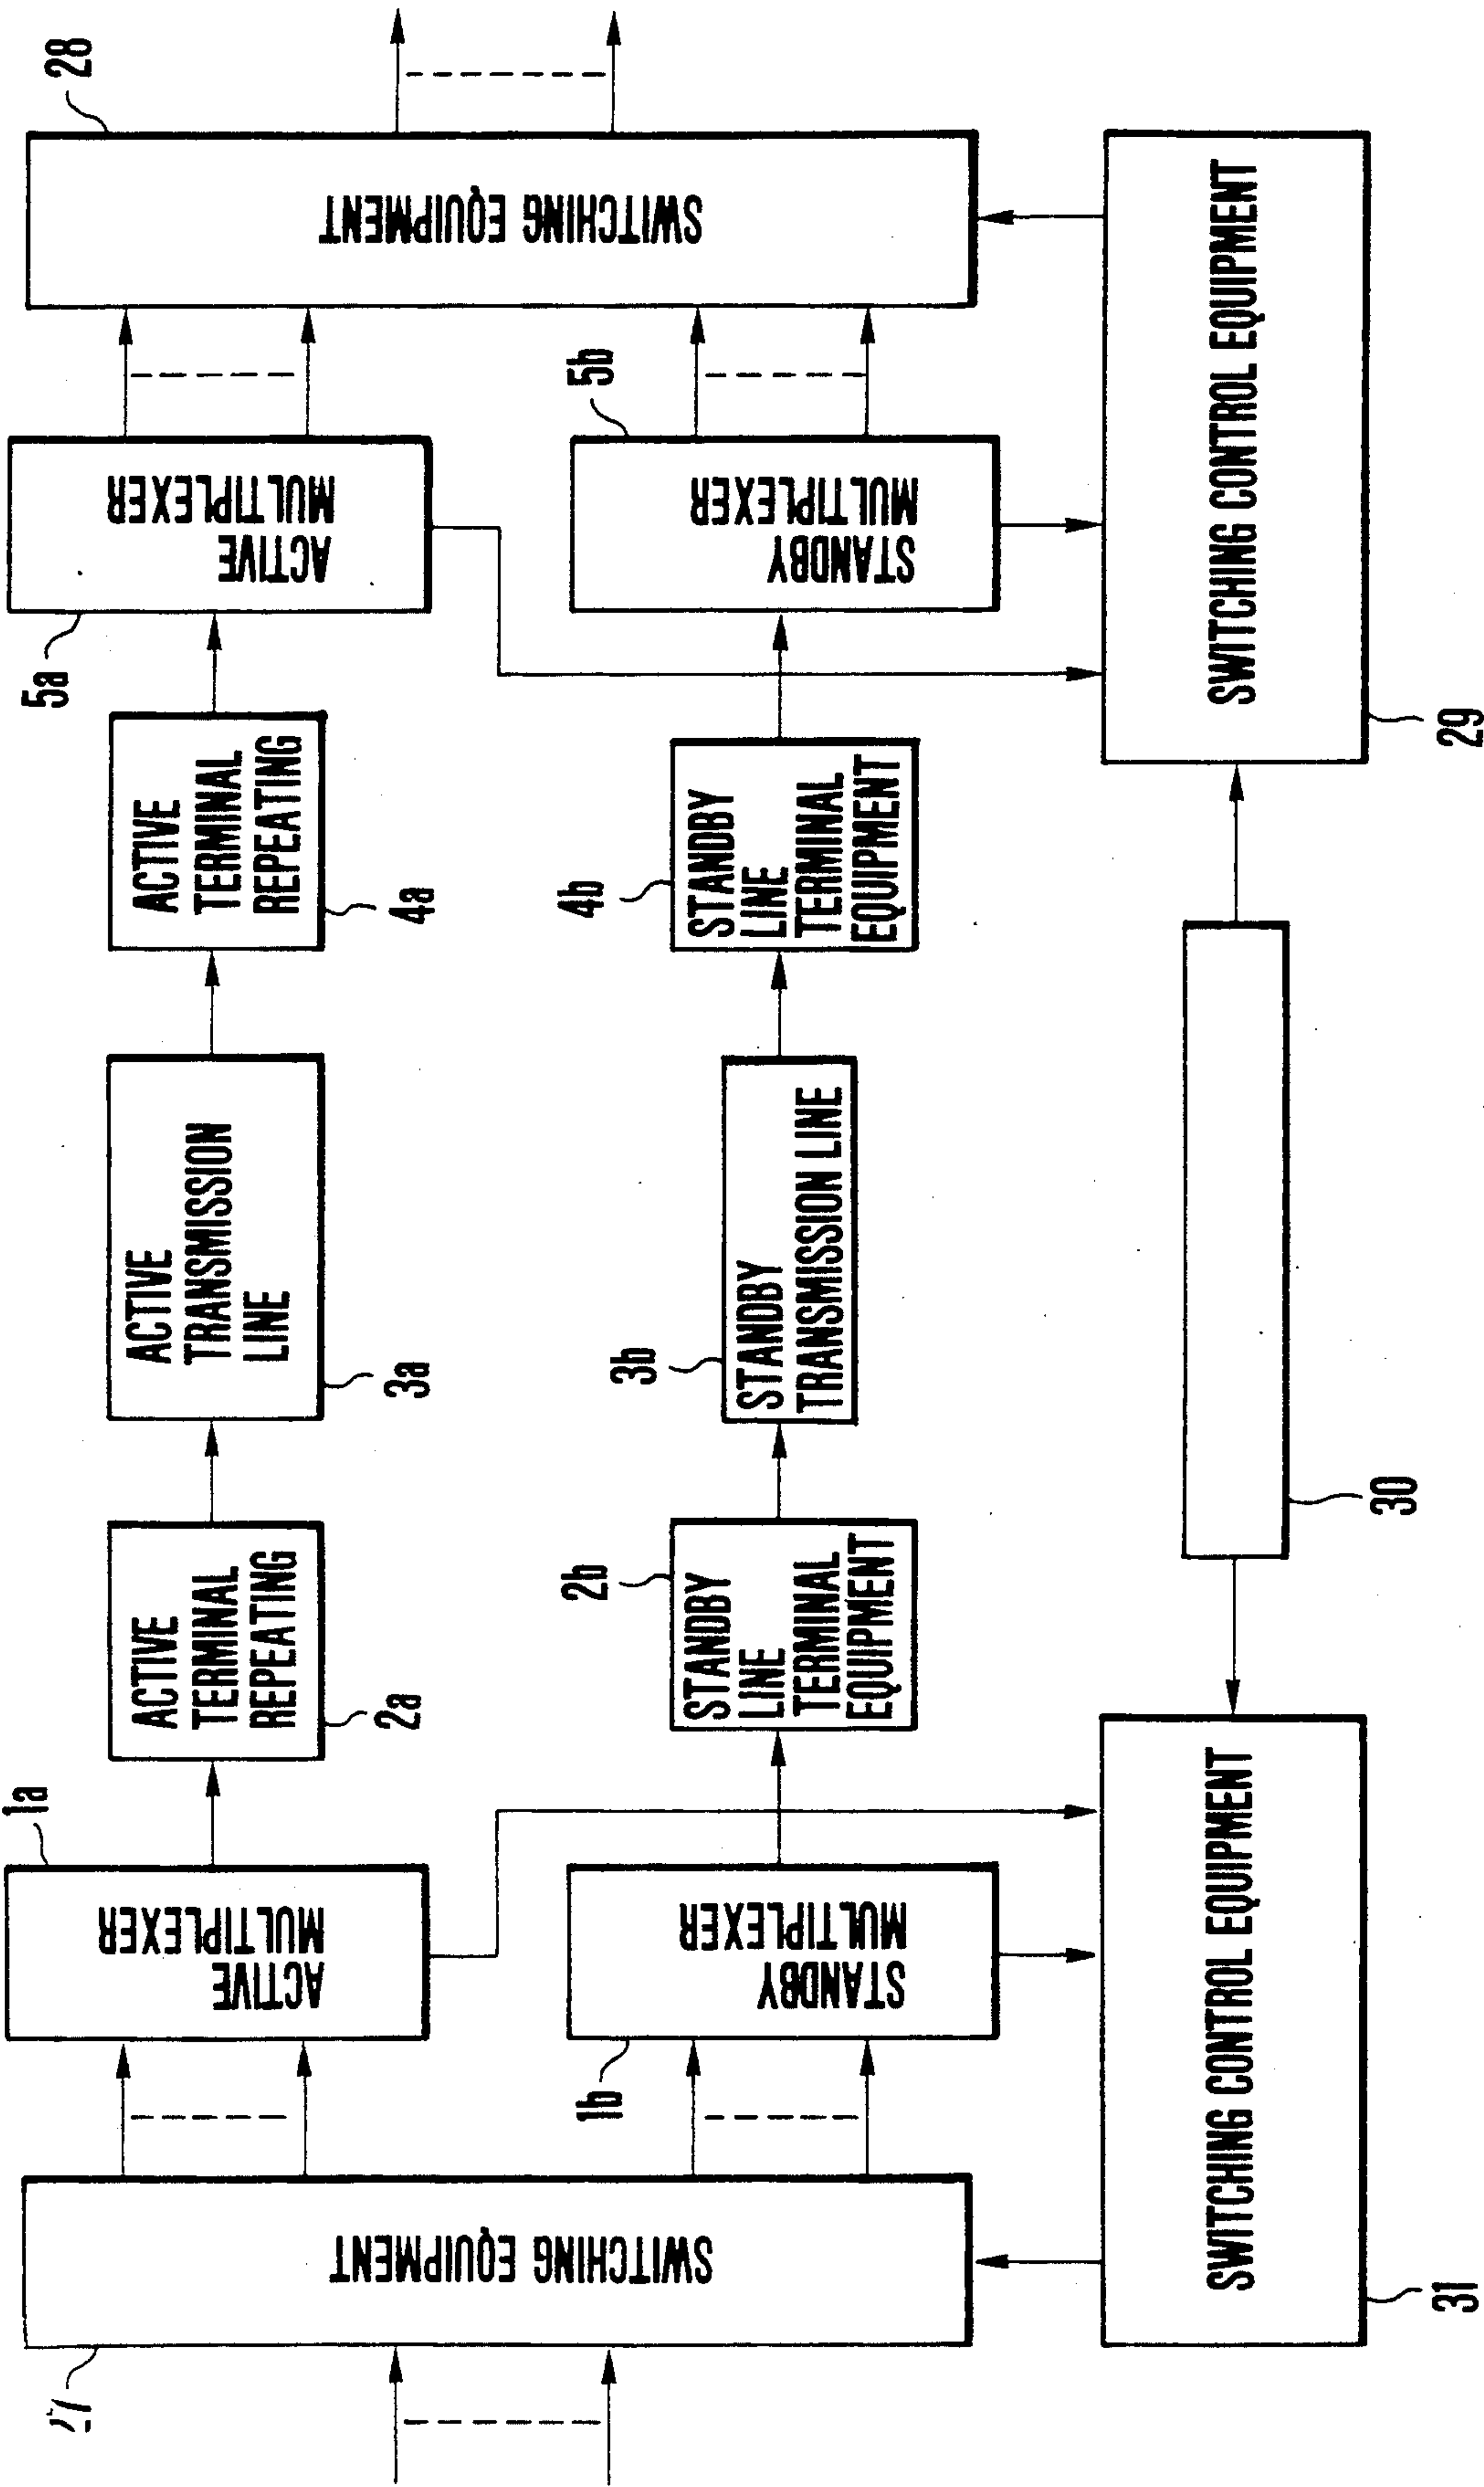 27
SWITCHING EQUIPMENT
1a
ACTIVE
MULTIPLEXER
1b
STANDBY
MULTIPLEXER
ACTIVE
TERMINAL
REPEATING
2a
2b
STANDBY
LINE
TERMINAL
EQUIPMENT
ACTIVE
TRANSMISSION
LINE
3a
3b
STANDBY
TRANSMISSION LINE
ACTIVE
TERMINAL
REPEATING
4a
4b
STANDBY
LINE
TERMINAL
EQUIPMENT
5a
ACTIVE
MULTIPLEXER
5b
STANDBY
MULTIPLEXER
28
SWITCHING EQUIPMENT
SWITCHING CONTROL EQUIPMENT
31
30
SWITCHING CONTROL EQUIPMENT
29